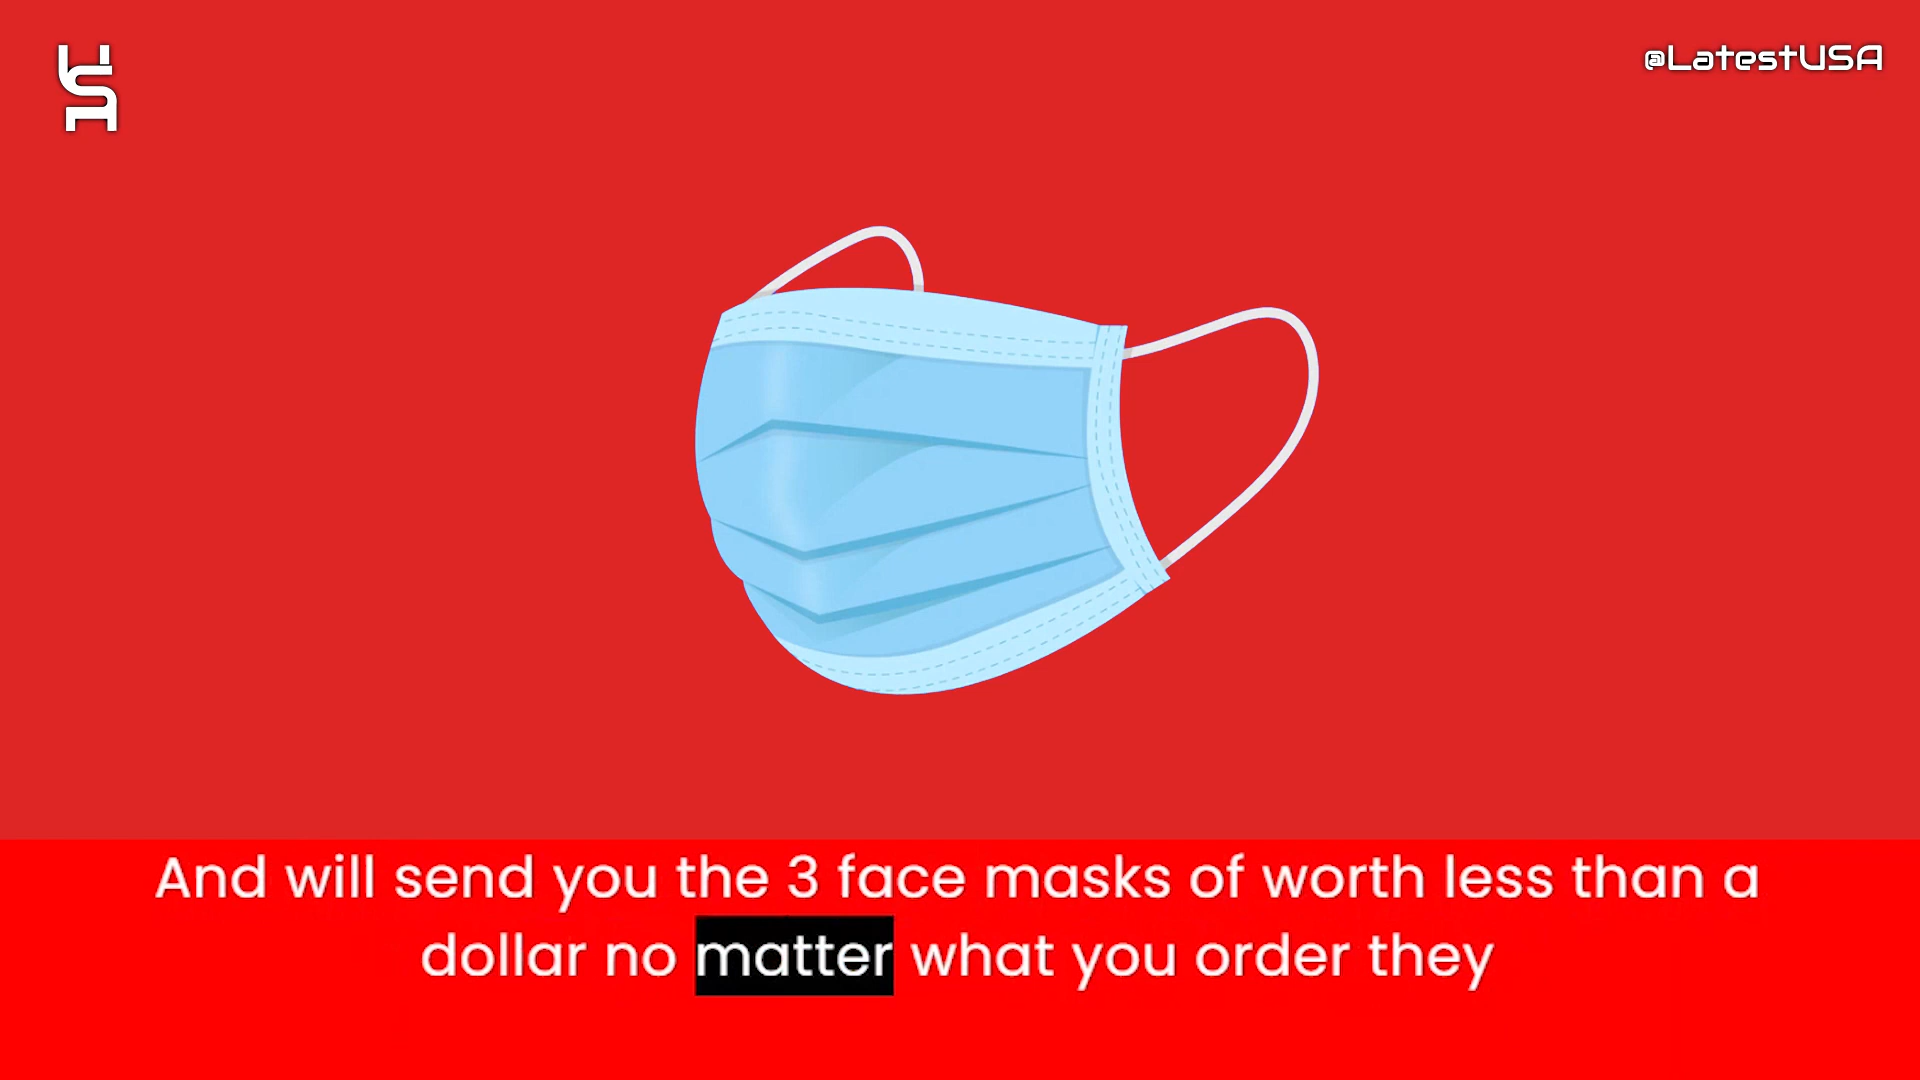 USA
@LatestUSA
And will send you the 3 face masks of worth less than a
dollar no matter what you order they